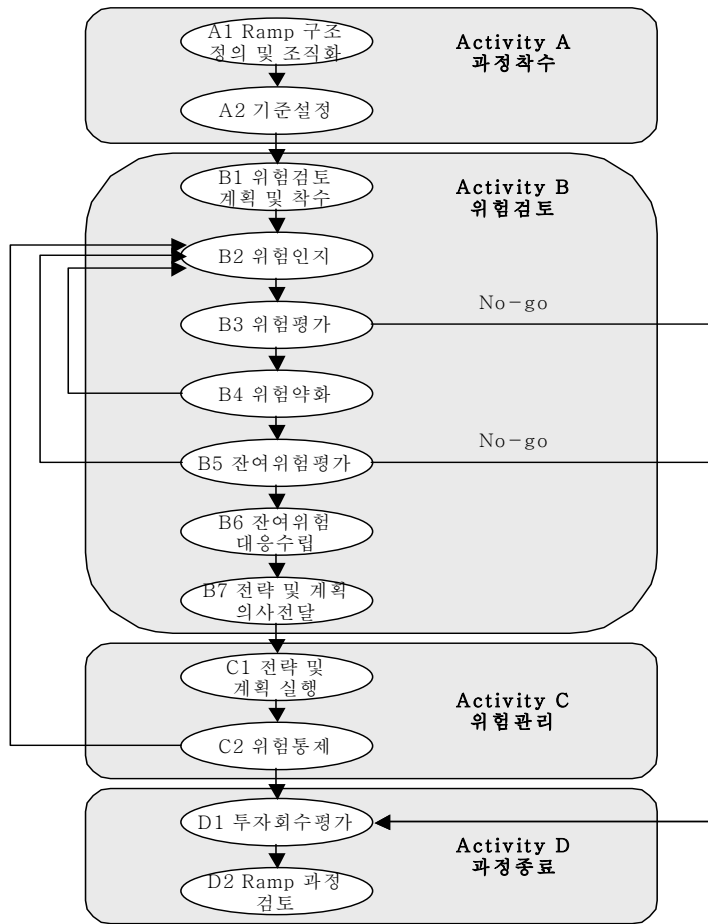 A1 Ramp 구조
정의 및 조직화
Activity A
과정착수
A2 기준설정
B1 위험검토
계획 및 착수
Activity B
위험검토
B2 위험인지
No-go
B3 위험평가
B4 위험약화
No-go
B5 잔여위험평가
B6 잔여위험
대응수립
B7 전략 및 계획
의사전달
C1 전략 및
계획 실행
Activity C
위험관리
C2 위험통제
D1 투자회수평가
Activity D
과정종료
D2 Ramp 과정
검토